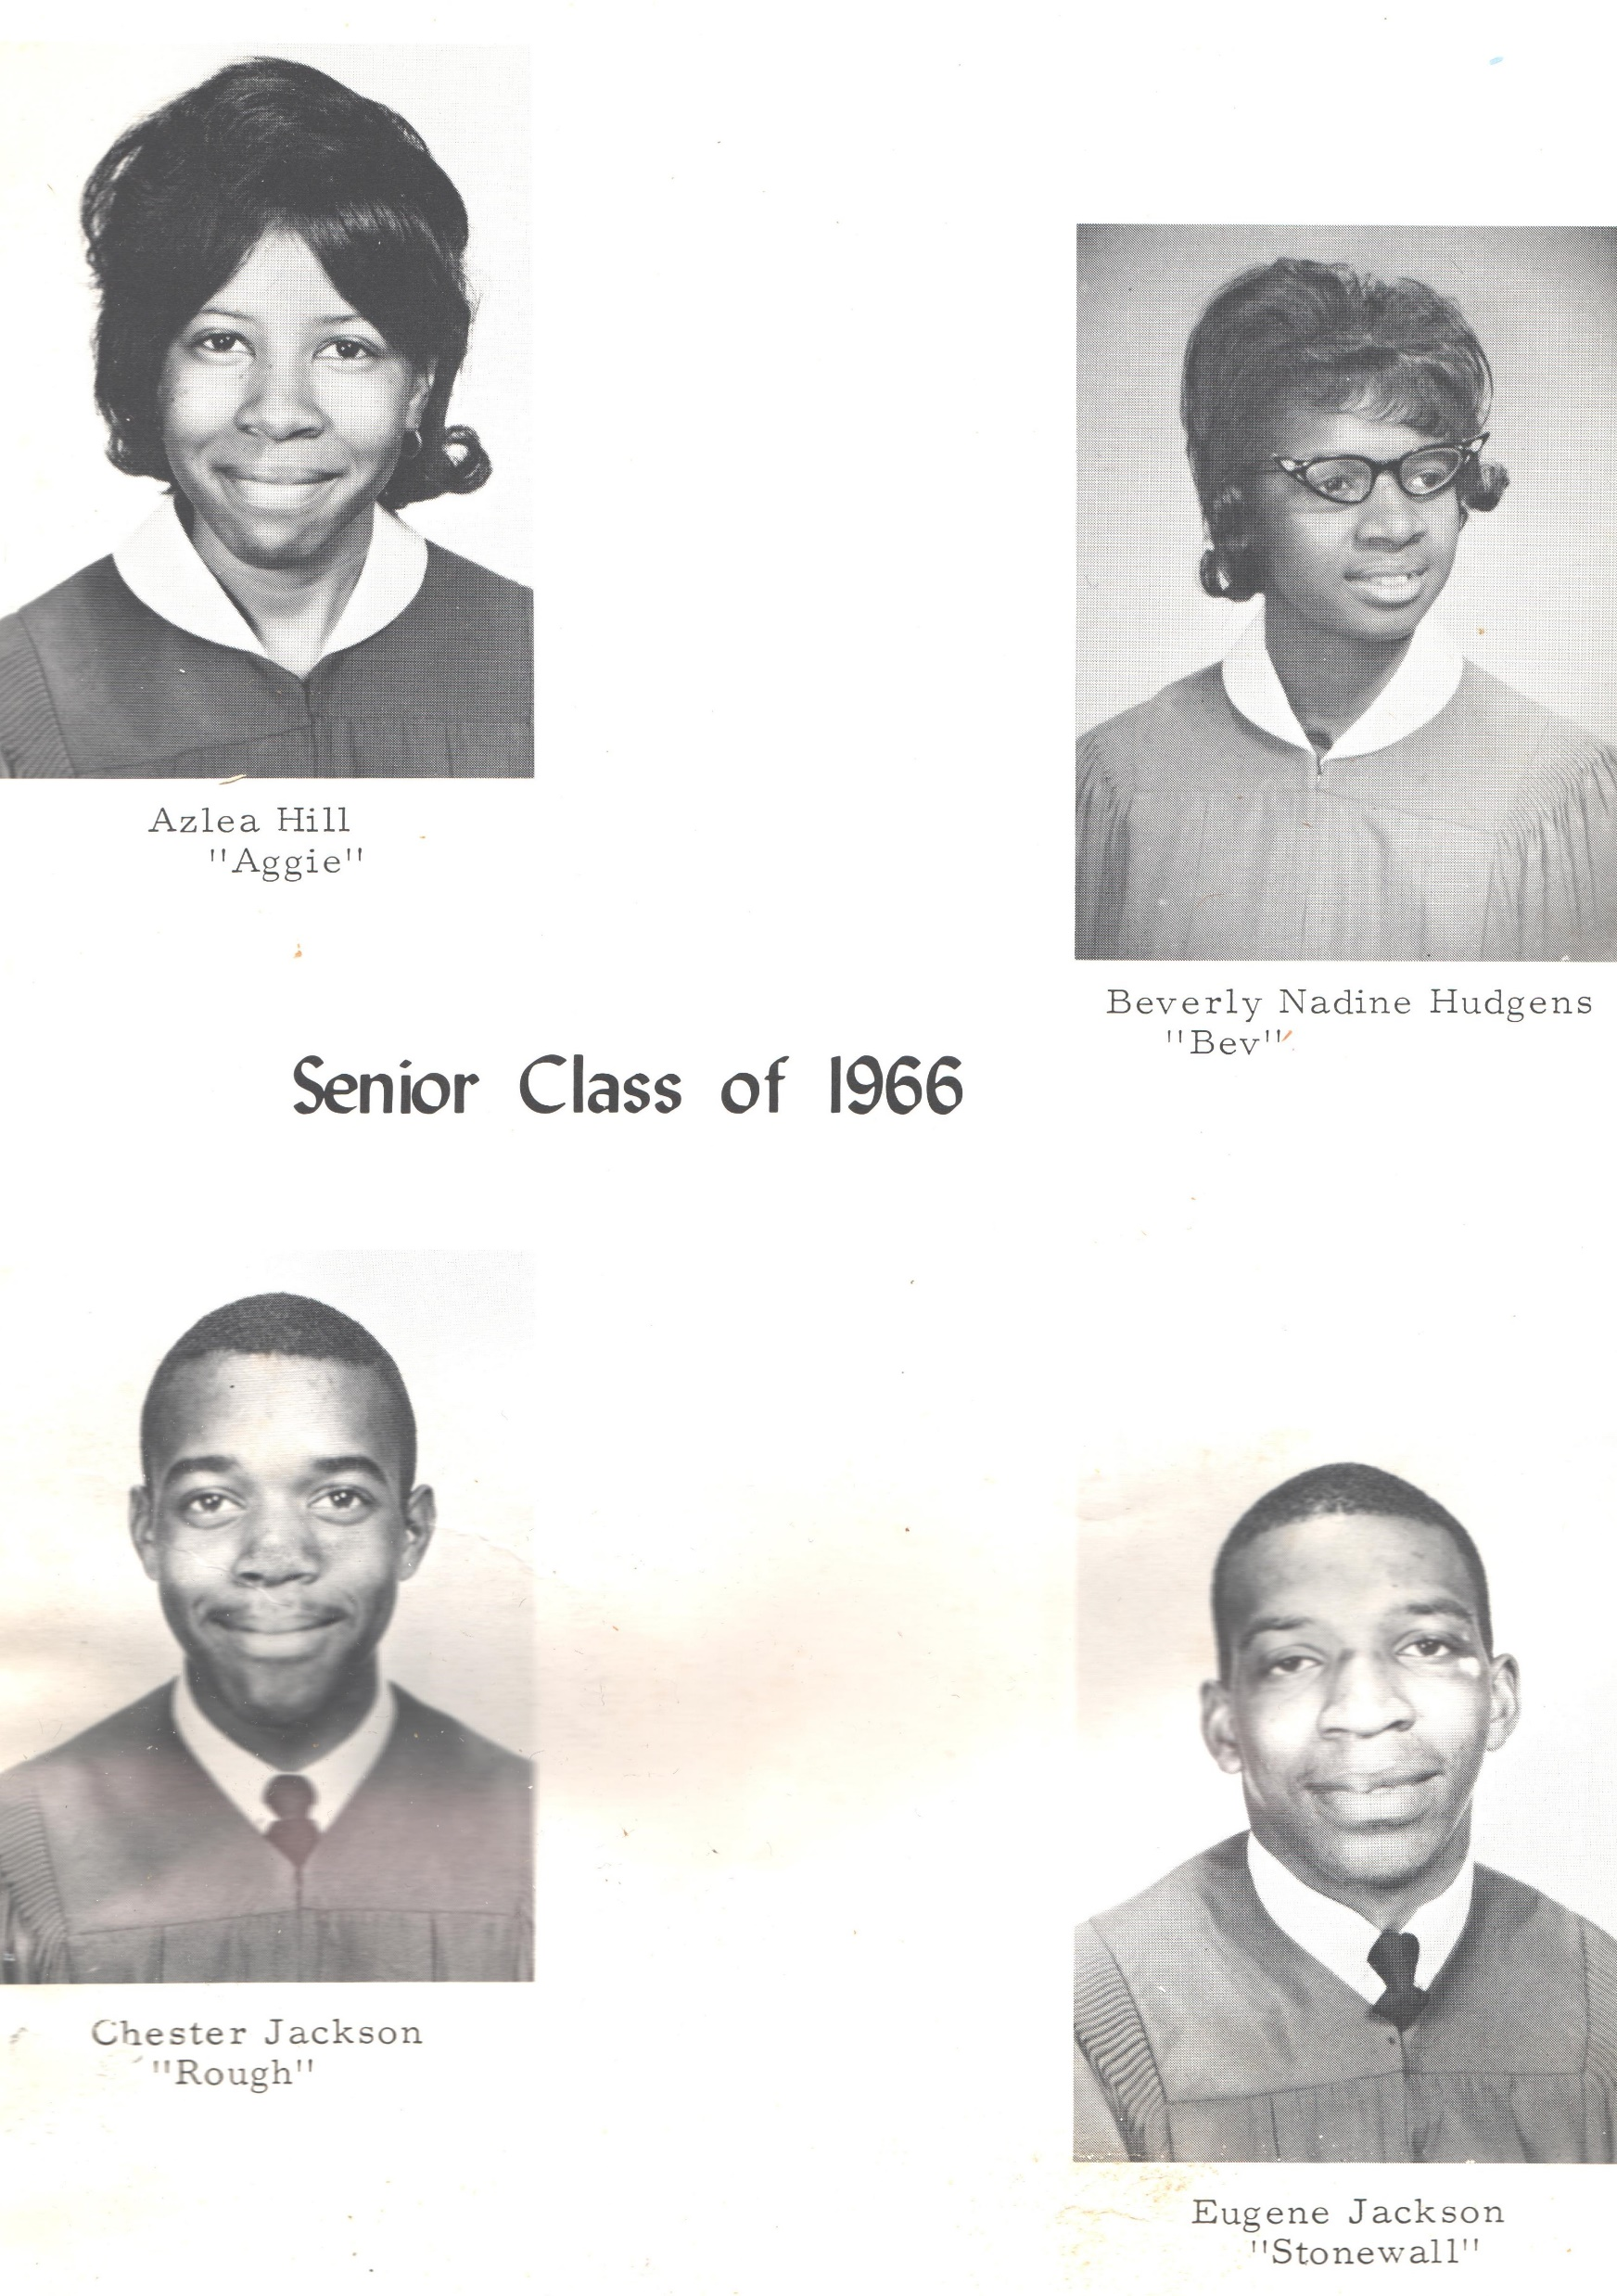 Azlea Hill
"Aggie"
Beverly Nadine Hudgens
"Bev"
Senior Class of 1966
Chester Jackson
"Rough"
Eugene Jackson
"Stonewall"